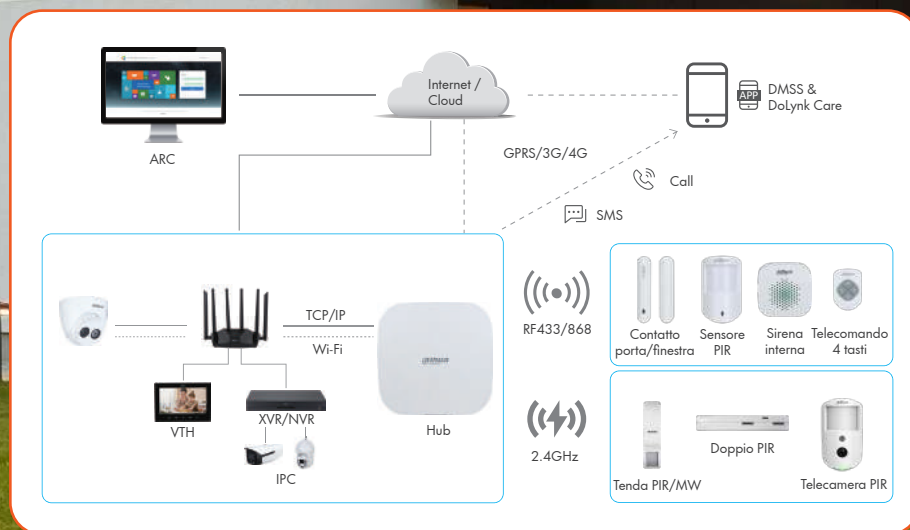 Internet /
Cloud
APP
DMSS &
DoLynk Care
ARC
GPRS/3G/4G
Call
SMS
TCP/IP
Wi-Fi
alhua
Hub
VTH
XVR/NVR
IPC
RF433/868
2.4GHz
Contatto
porta/finestra
Sensore
PIR
Sirena
interna
Telecomando
4 tasti
Tenda PIR/MW
Doppio PIR
Telecamera PIR